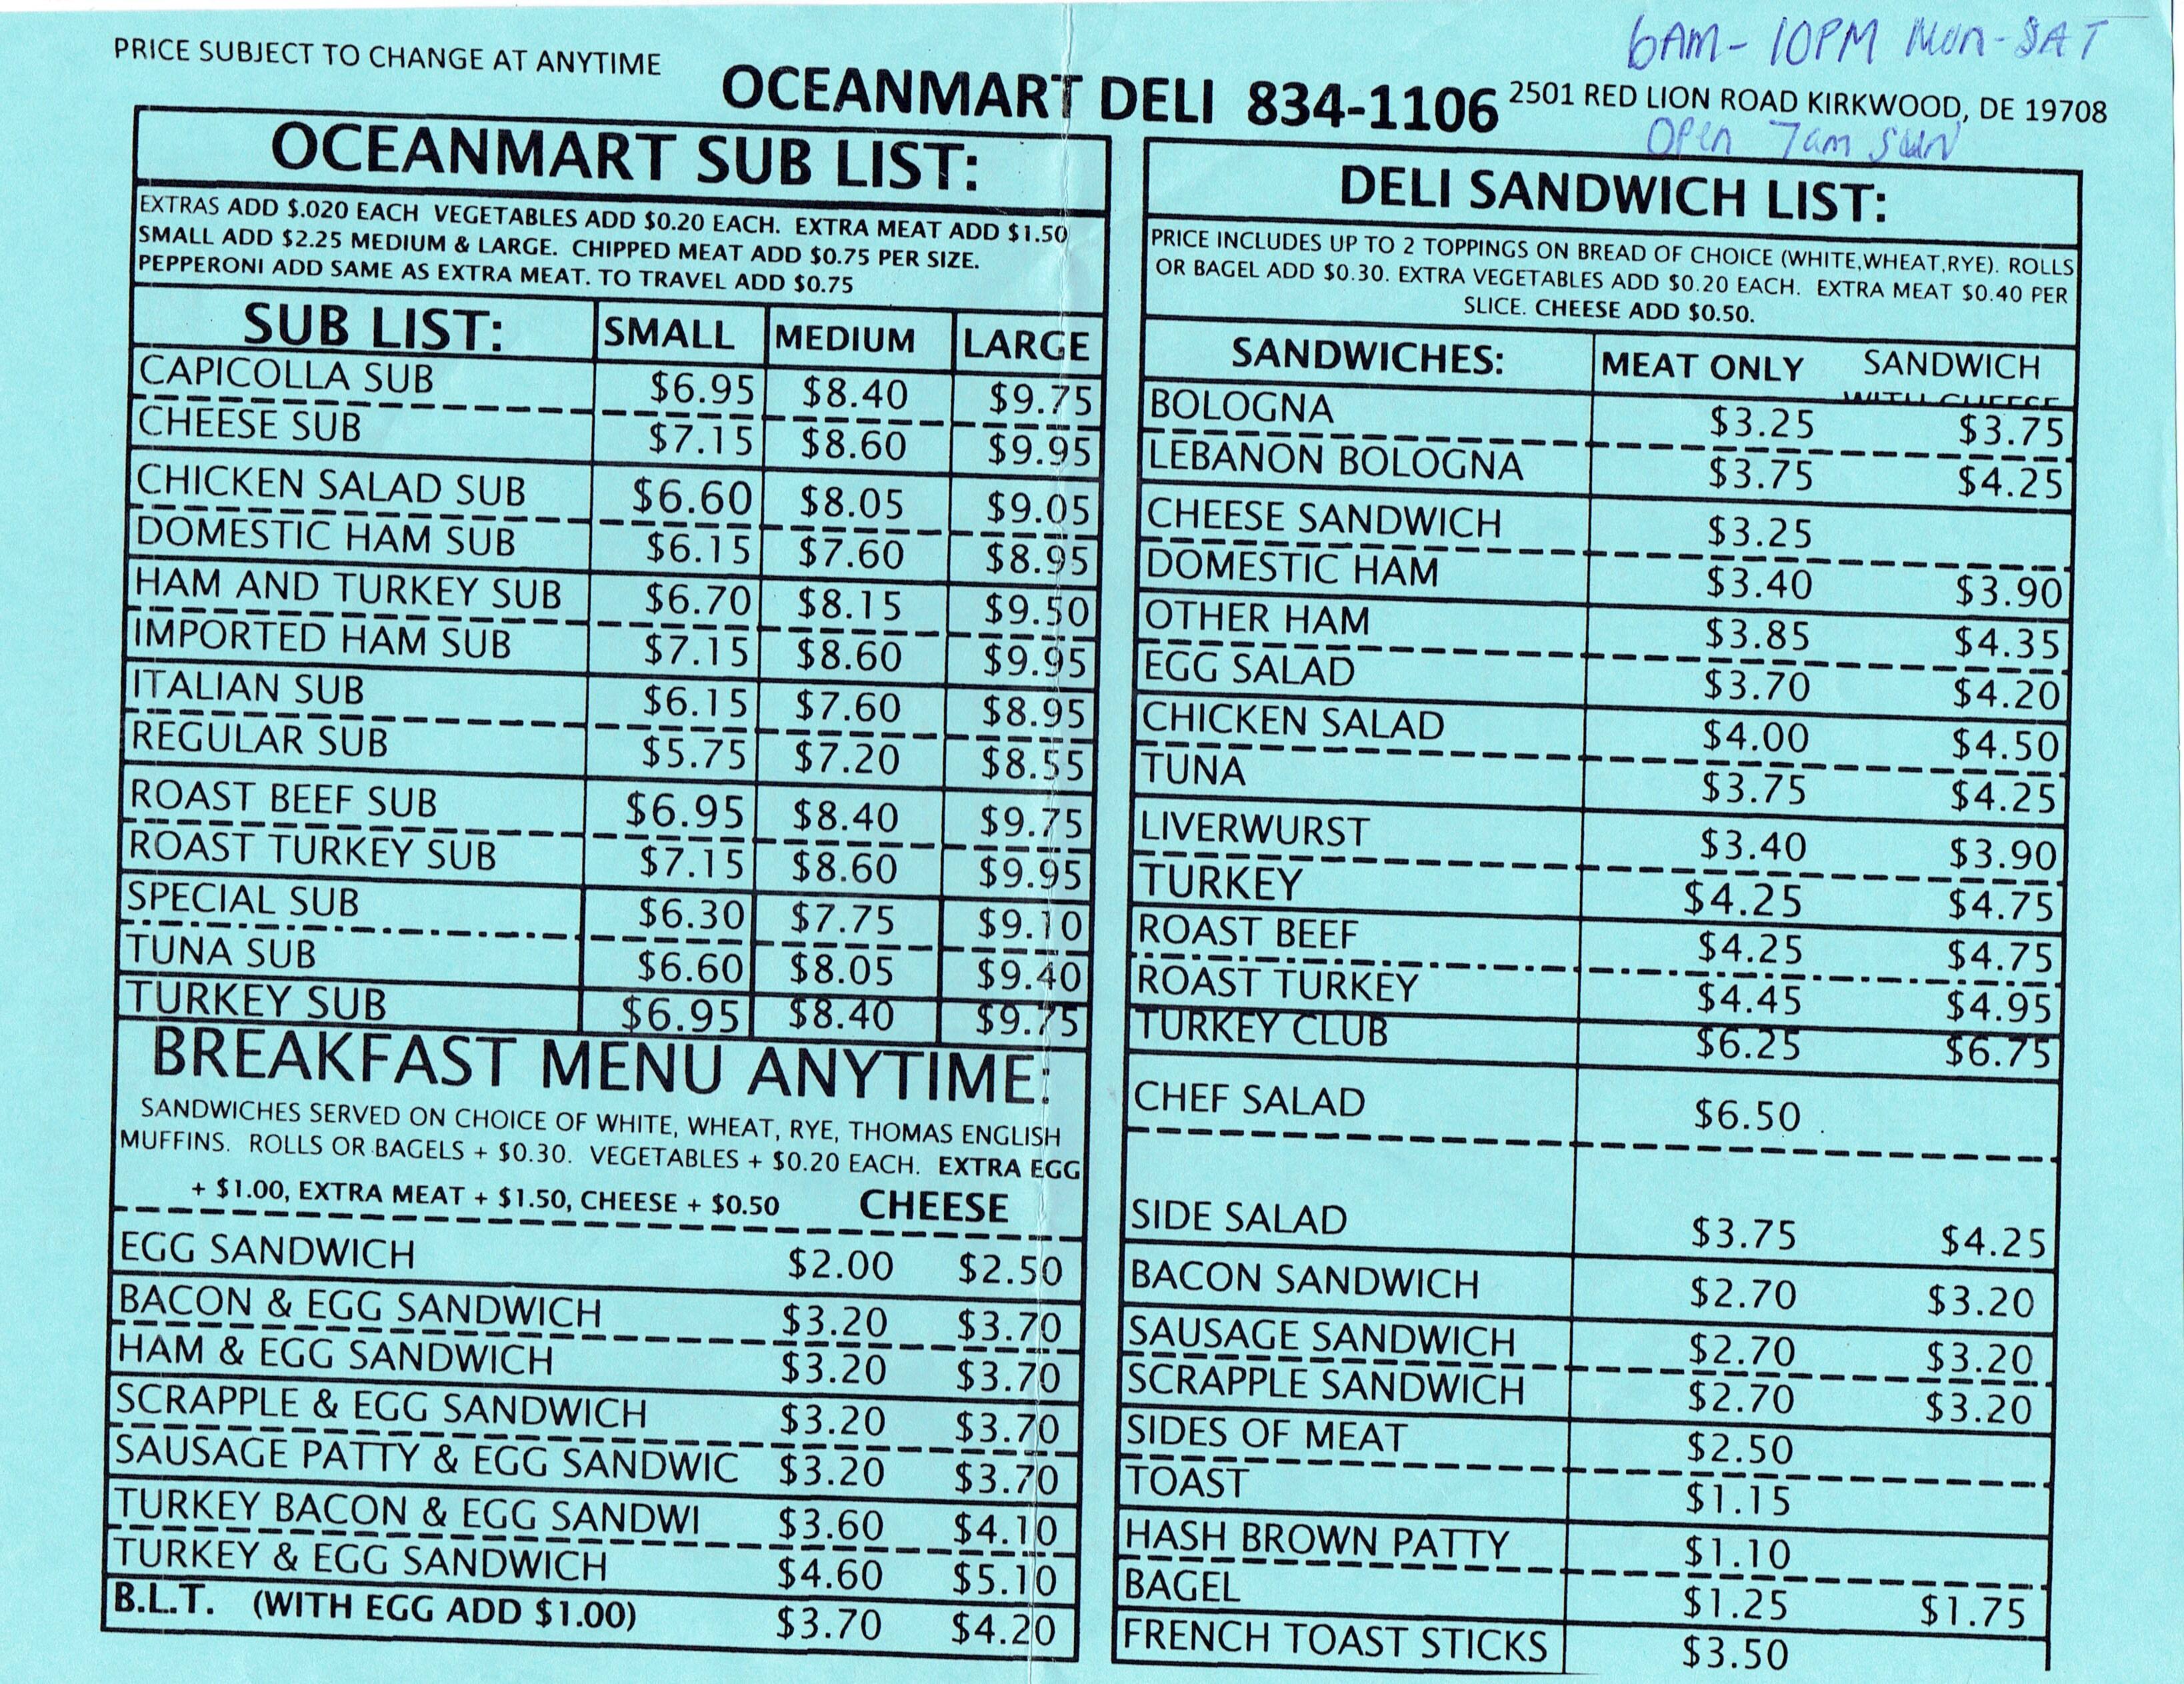 6AM- 10PM Mon-SAT
PRICE SUBJECT TO CHANGE AT ANYTIME
OCEANMART DELI 834-1106 2501 RED LION ROAD KIRKWOOD, DE 19708
Open 7am SUN
OCEANMART SUB LIST:
EXTRAS ADD $.020 EACH VEGETABLES ADD $0.20 EACH. EXTRA MEAT ADD $1.50
SMALL ADD $2.25 MEDIUM & LARGE. CHIPPED MEAT ADD $0.75 PER SIZE.
PEPPERONI ADD SAME AS EXTRA MEAT. TO TRAVEL ADD $0.75
SUB LIST: SMALL MEDIUM LARGE
CAPICOLLA SUB $6.95 $8.40 $9.75
CHEESE SUB $7.15 $8.60 $9.95
CHICKEN SALAD SUB $6.60 $8.05 $9.05
DOMESTIC HAM SUB $6.15 $7.60 $8.95
HAM AND TURKEY SUB $6.70 $8.15 $9.50
IMPORTED HAM SUB $7.15 $8.60 $9.95
ITALIAN SUB $6.15 $7.60 $8.95
REGULAR SUB $5.75 $7.20 $8.55
ROAST BEEF SUB $6.95 $8.40 $9.75
ROAST TURKEY SUB $7.15 $8.60 $9.95
SPECIAL SUB $6.30 $7.75 $9.10
TUNA SUB $6.60 $8.05 $9.40
TURKEY SUB $6.95 $8.40 $9.75
BREAKFAST MENU ANYTIME:
SANDWICHES SERVED ON CHOICE OF WHITE, WHEAT, RYE, THOMAS ENGLISH
MUFFINS. ROLLS OR BAGELS + $0.30. VEGETABLES + $0.20 EACH. EXTRA EGG
+ $1.00, EXTRA MEAT + $1.50, CHEESE + $0.50 CHEESE
EGG SANDWICH $2.00 $2.50
BACON & EGG SANDWICH $3.20 $3.70
HAM & EGG SANDWICH $3.20 $3.70
SCRAPPLE & EGG SANDWICH $3.20 $3.70
SAUSAGE PATTY & EGG SANDWIC $3.20 $3.70
TURKEY BACON & EGG SANDWI $3.60 $4.10
TURKEY & EGG SANDWICH $4.60 $5.10
B.L.T. (WITH EGG ADD $1.00) $3.70 $4.20
DELI SANDWICH LIST:
PRICE INCLUDES UP TO 2 TOPPINGS ON BREAD OF CHOICE (WHITE,WHEAT,RYE). ROLLS
OR BAGEL ADD $0.30. EXTRA VEGETABLES ADD $0.20 EACH. EXTRA MEAT $0.40 PER
SLICE. CHEESE ADD $0.50.
SANDWICHES: MEAT ONLY SANDWICH
WITH CHEESE
BOLOGNA $3.25 $3.75
LEBANON BOLOGNA $3.75 $4.25
CHEESE SANDWICH $3.25
DOMESTIC HAM $3.40 $3.90
OTHER HAM $3.85 $4.35
EGG SALAD $3.70 $4.20
CHICKEN SALAD $4.00 $4.50
TUNA $3.75 $4.25
LIVERWURST $3.40 $3.90
TURKEY $4.25 $4.75
ROAST BEEF $4.25 $4.75
ROAST TURKEY $4.45 $4.95
TURKEY CLUB $6.25 $6.75
CHEF SALAD $6.50
SIDE SALAD $3.75 $4.25
BACON SANDWICH $2.70 $3.20
SAUSAGE SANDWICH $2.70 $3.20
SCRAPPLE SANDWICH $2.70 $3.20
SIDES OF MEAT $2.50
TOAST $1.15
HASH BROWN PATTY $1.10
BAGEL $1.25 $1.75
FRENCH TOAST STICKS $3.50